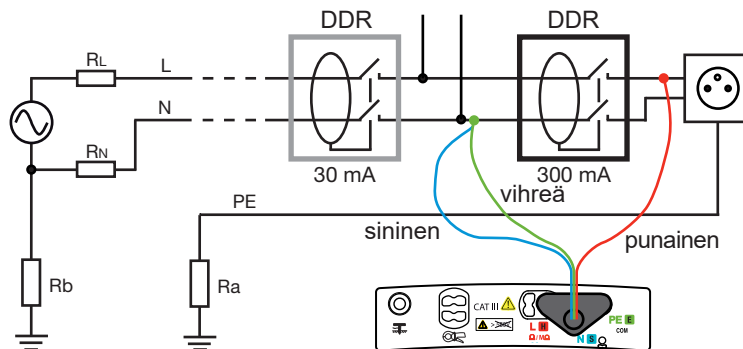 DDR
DDR
RL
L
N
RN
30 mA
300 mA
vihreä
PE
sininen
punainen
Rb
Ra
CAT III
L H
Ω/MΩ
N S
PE E
COM